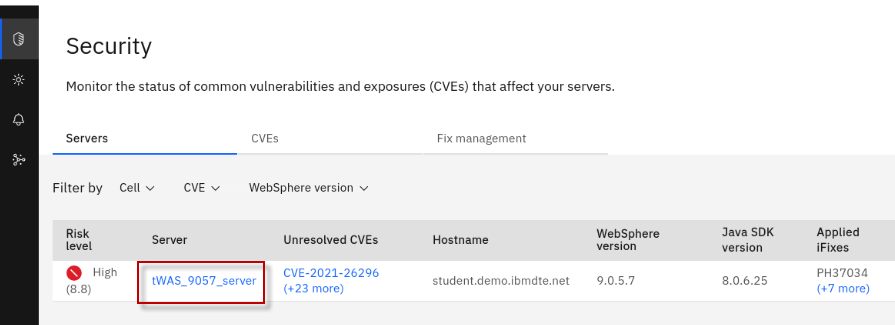 Security
Monitor the status of common vulnerabilities and exposures (CVEs) that affect your servers.
Servers CVEs Fix management
Filter by Cell CVE WebSphere version
Risk level Server Unresolved CVEs Hostname WebSphere version Java SDK version Applied iFixes
High (8.8) tWAS_9057_server CVE-2021-26296 (+23 more) student.demo.ibmdte.net 9.0.5.7 8.0.6.25 PH37034 (+7 more)